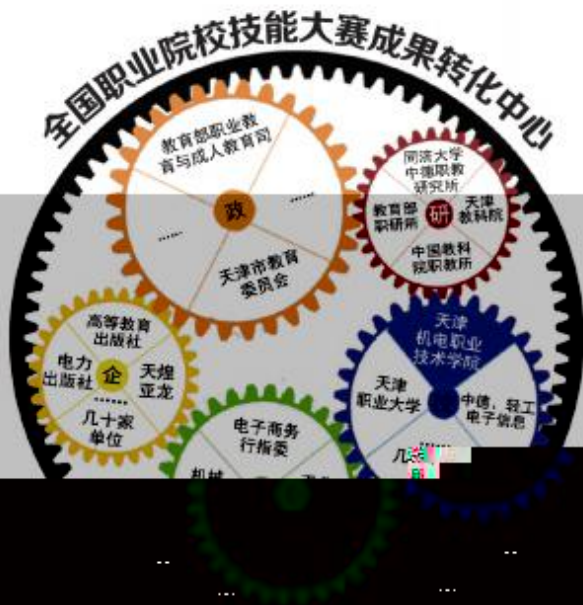 全国职业院校技能大赛成果转化中心
教育部职业教
育与成人教育司
政
……
……
天津市教育
委员会
同济大学
中德职教
研究所
教育部
职研所
研
天津
教科院
中国教科
院职教所
高等教育
出版社
电力
出版社
企
天煌
亚龙
……
几十家
单位
天津
机电职业
技术学院
天津
职业大学
中德、轻工
电子信息
……
电子商务
行指委
机械